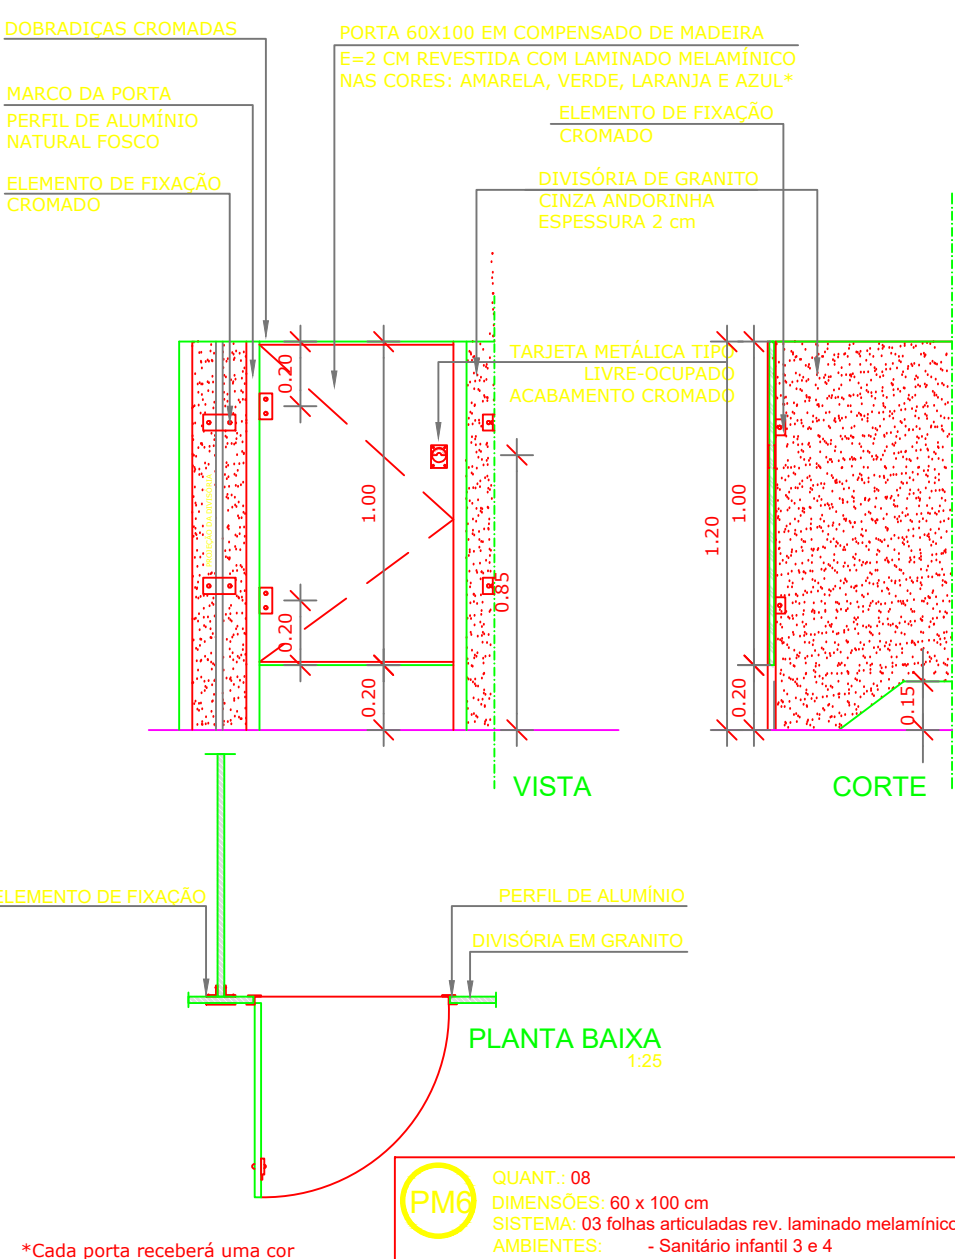 DOBRADIÇAS CROMADAS
PORTA 60X100 EM COMPENSADO DE MADEIRA
E=2 CM REVESTIDA COM LAMINADO MELAMÍNICO
NAS CORES: AMARELA, VERDE, LARANJA E AZUL*
MARCO DA PORTA
PERFIL DE ALUMÍNIO
NATURAL FOSCO
ELEMENTO DE FIXAÇÃO
CROMADO
ELEMENTO DE FIXAÇÃO
CROMADO
DIVISÓRIA DE GRANITO
CINZA ANDORINHA
ESPESSURA 2 cm
TARJETA METÁLICA TIPO
LIVRE-OCUPADO
ACABAMENTO CROMADO
0.20
1.00
0.20
0.20
0.85
1.20
1.00
0.20
0.15
VISTA
CORTE
ELEMENTO DE FIXAÇÃO
PERFIL DE ALUMÍNIO
DIVISÓRIA EM GRANITO
PLANTA BAIXA
1:25
PM6
QUANT.: 08
DIMENSÕES: 60 x 100 cm
SISTEMA: 03 folhas articuladas rev. laminado melamínico
AMBIENTES: - Sanitário infantil 3 e 4
*Cada porta receberá uma cor